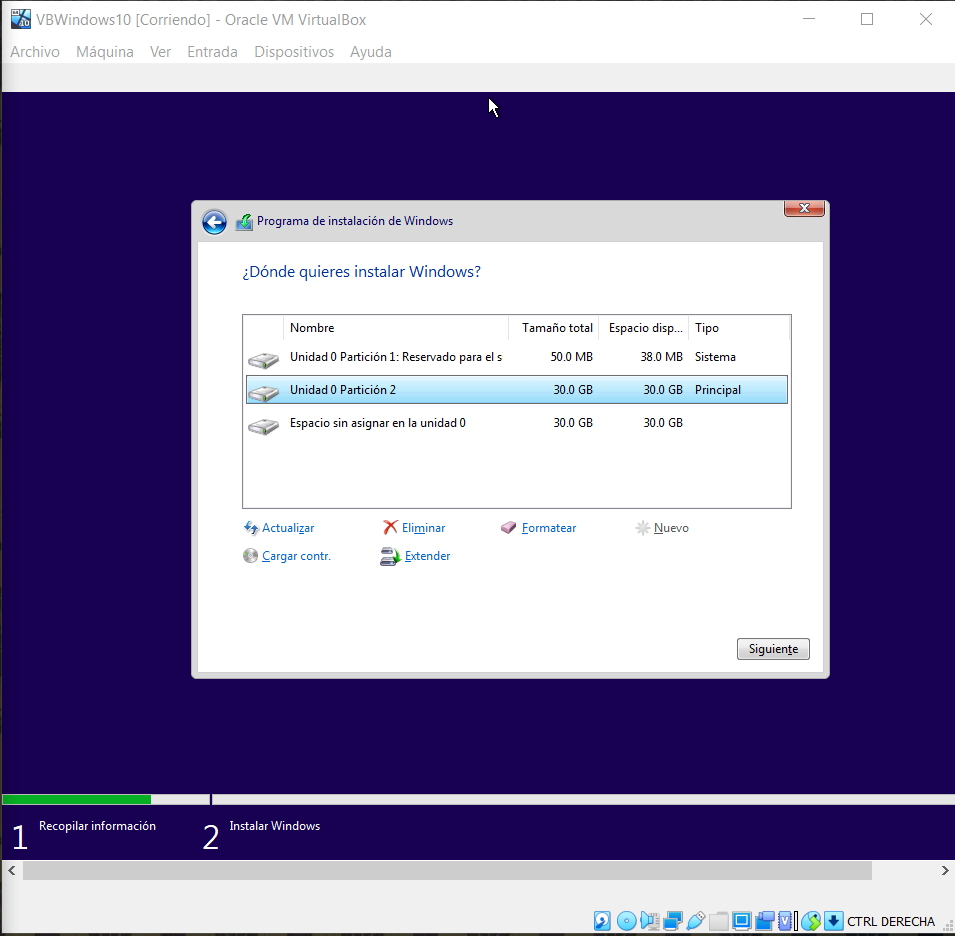 VBWindows10 [Corriendo] - Oracle VM VirtualBox
Archivo Máquina Ver Entrada Dispositivos Ayuda
Programa de instalación de Windows
¿Dónde quieres instalar Windows?
Nombre Tamaño total Espacio disp... Tipo
Unidad 0 Partición 1: Reservado para el s 50.0 MB 38.0 MB Sistema
Unidad 0 Partición 2 30.0 GB 30.0 GB Principal
Espacio sin asignar en la unidad 0 30.0 GB 30.0 GB
Actualizar Eliminar Formatear Nuevo
Cargar contr. Extender
Siguiente
1 Recopilar información 2 Instalar Windows
CTRL DERECHA